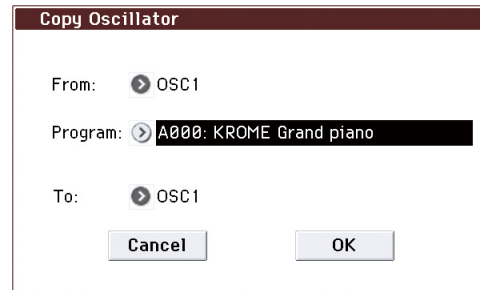 Copy Oscillator
From: OSC1
Program: A000: KROME Grand piano
To: OSC1
Cancel OK